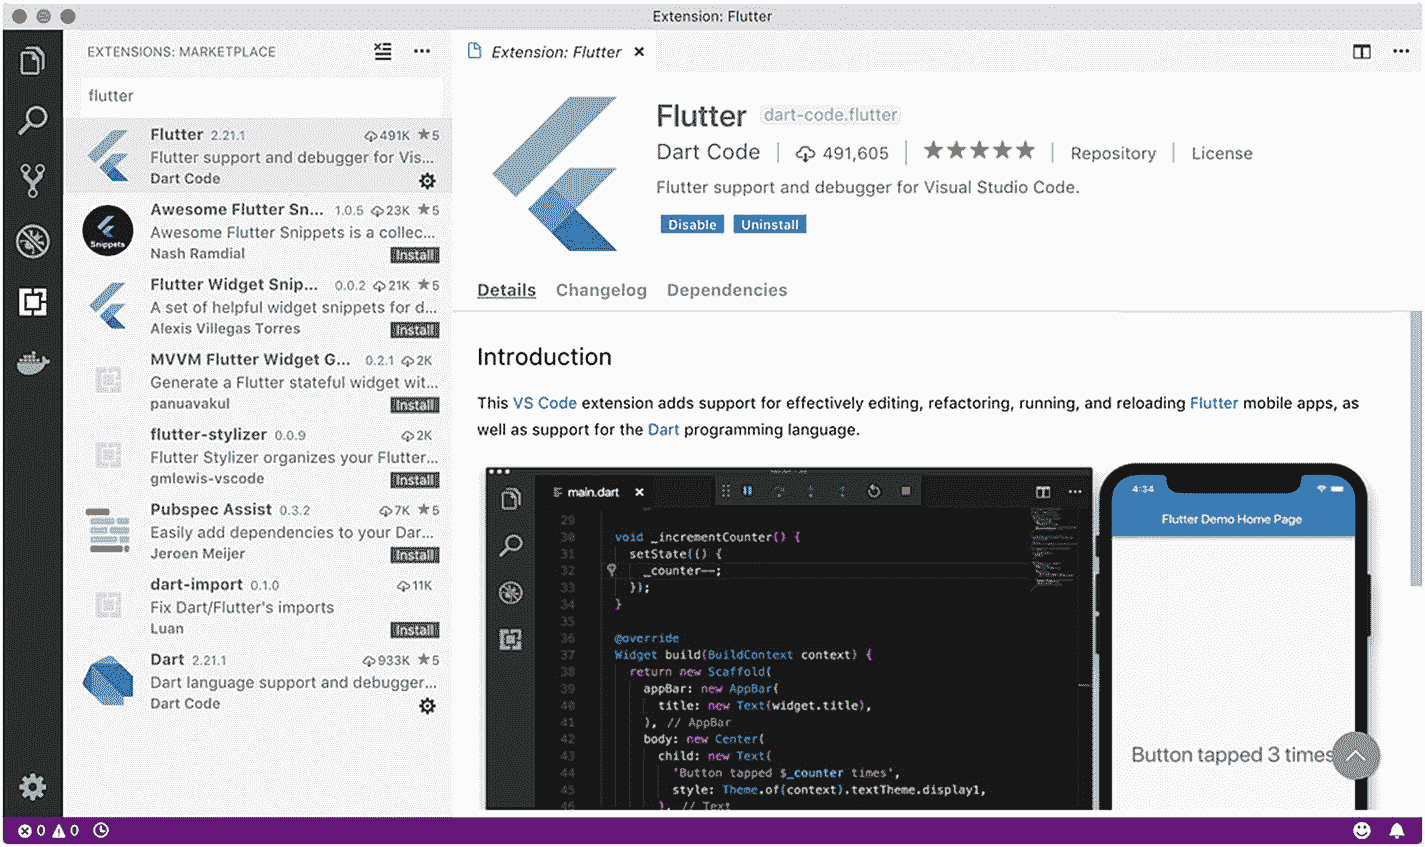 Extension: Flutter
EXTENSIONS: MARKETPLACE
flutter
Flutter 2.21.1 491K ★5
Flutter support and debugger for Vis...
Dart Code
Awesome Flutter Sn... 1.0.5 23K ★5
Snippets
Awesome Flutter Snippets is a collec...
Nash Ramdial Install
Flutter Widget Snip... 0.0.2 21K ★5
A set of helpful widget snippets for d...
Alexis Villegas Torres Install
MVVM Flutter Widget G... 0.2.1 2K
Generate a Flutter stateful widget wit...
panuavakul Install
flutter-stylizer 0.0.9 2K
Flutter Stylizer organizes your Flutter...
gmlewis-vscode Install
Pubspec Assist 0.3.2 7K ★5
Easily add dependencies to your Dar...
Jeroen Meijer Install
dart-import 0.1.0 11K
Fix Dart/Flutter's imports
Luan Install
Dart 2.21.1 933K ★5
Dart language support and debugger...
Dart Code
Extension: Flutter ×
Flutter dart-code.flutter
Dart Code | 491,605 | ★★★★★ | Repository | License
Flutter support and debugger for Visual Studio Code.
Disable Uninstall
Details Changelog Dependencies
Introduction
This VS Code extension adds support for effectively editing, refactoring, running, and reloading Flutter mobile apps, as
well as support for the Dart programming language.
main.dart ×
29
30 void _incrementCounter() {
31 setState(() {
32 _counter--;
33 });
34 }
35
36 @override
37 Widget build(BuildContext context) {
38 return new Scaffold(
39 appBar: new AppBar(
40 title: new Text(widget.title),
41 ), // AppBar
42 body: new Center(
43 child: new Text(
44 'Button tapped $_counter times',
45 style: Theme.of(context).textTheme.display1,
46 ), // Text
4:34
Flutter Demo Home Page
Button tapped 3 times
0 0